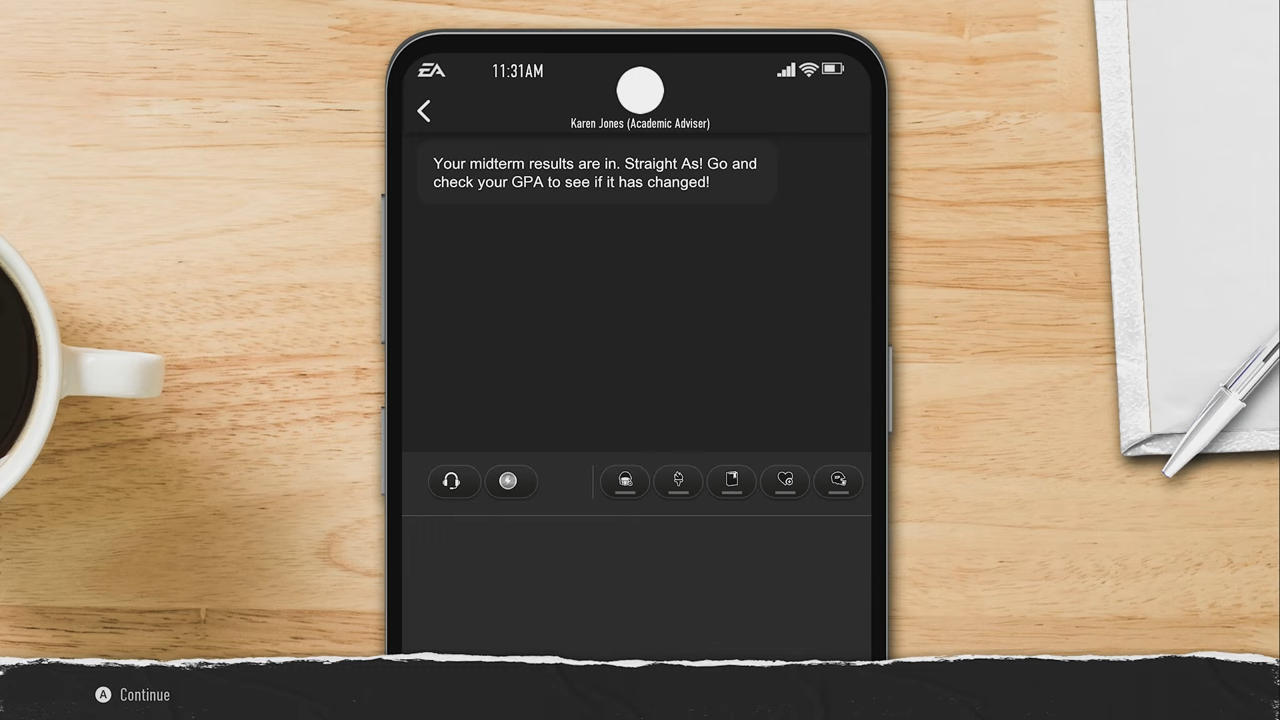 EA
11:31AM
Karen Jones (Academic Adviser)
Your midterm results are in. Straight As! Go and
check your GPA to see if it has changed!
A Continue